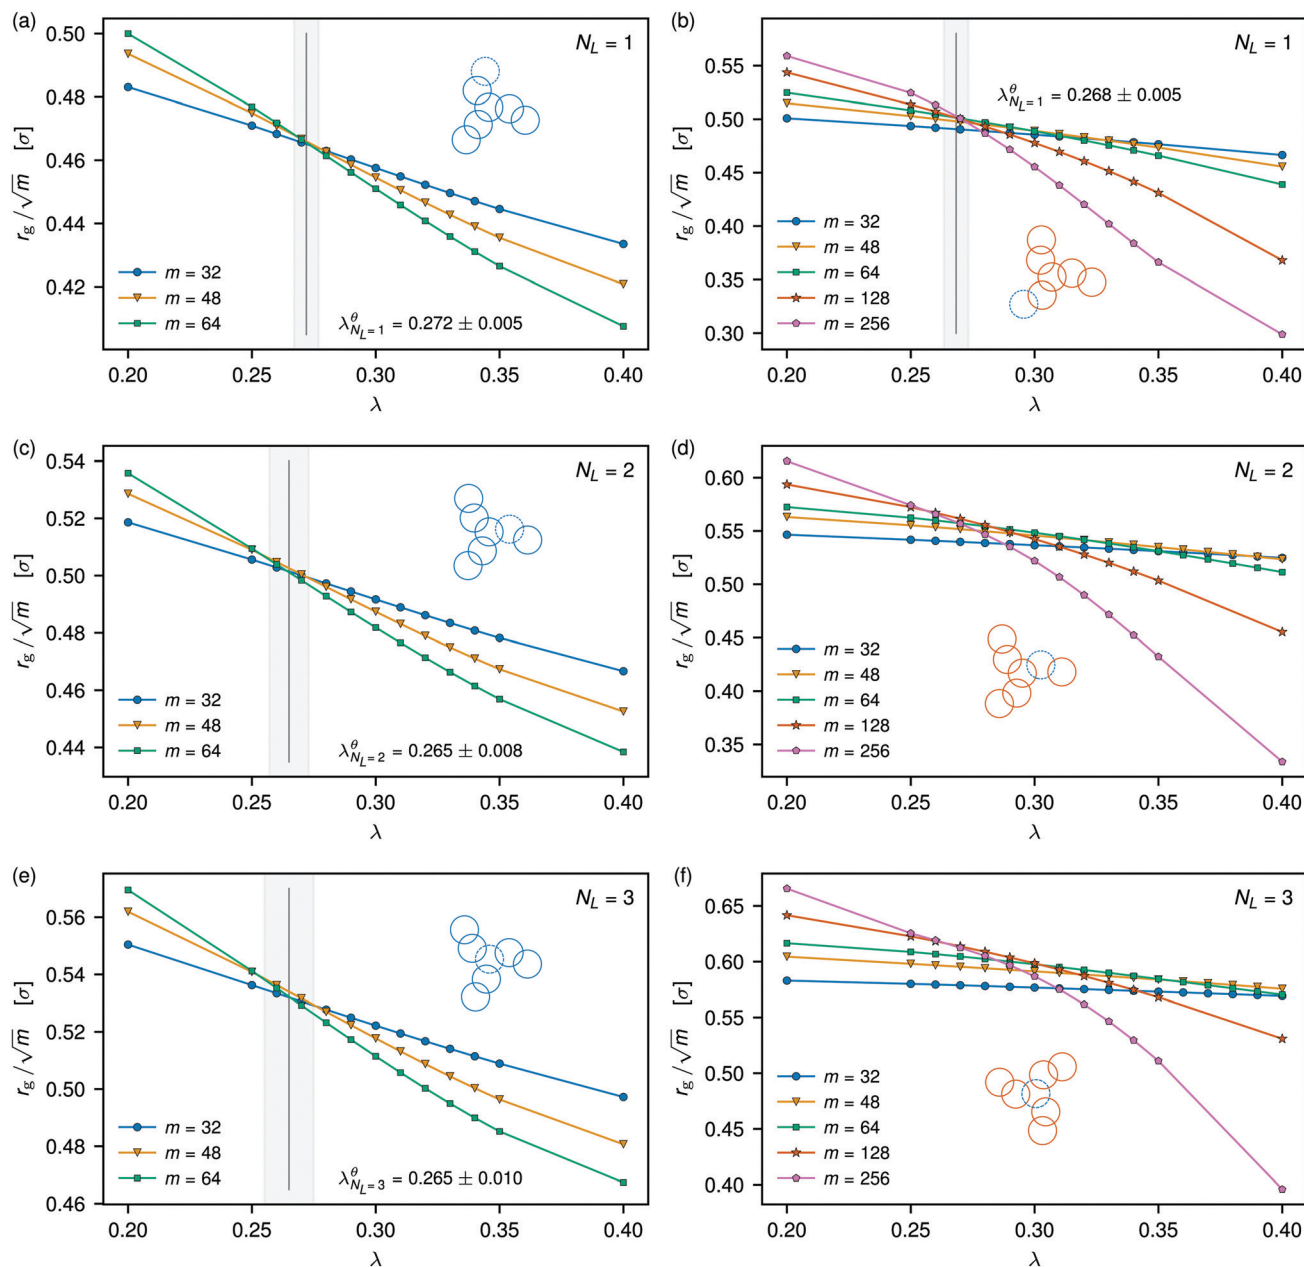 (a)
N_L = 1
0.50
0.48
0.46
0.44
0.42
r_g / √m [σ]
m = 32
m = 48
m = 64
λ^θ_{N_L=1} = 0.272 ± 0.005
0.20 0.25 0.30 0.35 0.40
λ
(b)
N_L = 1
λ^θ_{N_L=1} = 0.268 ± 0.005
0.55
0.50
0.45
0.40
0.35
0.30
r_g / √m [σ]
m = 32
m = 48
m = 64
m = 128
m = 256
0.20 0.25 0.30 0.35 0.40
λ
(c)
N_L = 2
0.54
0.52
0.50
0.48
0.46
0.44
r_g / √m [σ]
m = 32
m = 48
m = 64
λ^θ_{N_L=2} = 0.265 ± 0.008
0.20 0.25 0.30 0.35 0.40
λ
(d)
N_L = 2
0.60
0.55
0.50
0.45
0.40
0.35
r_g / √m [σ]
m = 32
m = 48
m = 64
m = 128
m = 256
0.20 0.25 0.30 0.35 0.40
λ
(e)
N_L = 3
0.56
0.54
0.52
0.50
0.48
0.46
r_g / √m [σ]
m = 32
m = 48
m = 64
λ^θ_{N_L=3} = 0.265 ± 0.010
0.20 0.25 0.30 0.35 0.40
λ
(f)
N_L = 3
0.65
0.60
0.55
0.50
0.45
0.40
r_g / √m [σ]
m = 32
m = 48
m = 64
m = 128
m = 256
0.20 0.25 0.30 0.35 0.40
λ